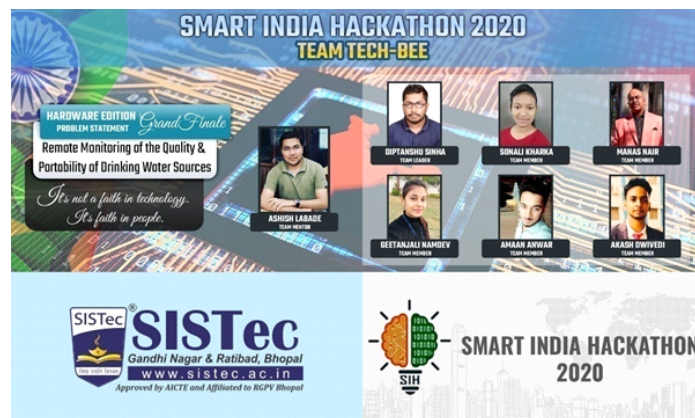 SMART INDIA HACKATHON 2020
TEAM TECH-BEE
HARDWARE EDITION
PROBLEM STATEMENT
Grand Finale
Remote Monitoring of the Quality &
Portability of Drinking Water Sources
It's not a faith in technology.
It's faith in people.
ASHISH LABADE
TEAM MENTOR
DIPTANSHU SINHA
TEAM LEADER
SONALI KHARKA
TEAM MEMBER
MANAS NAIR
TEAM MEMBER
GEETANJALI NAMDEV
TEAM MEMBER
AMAAN ANWAR
TEAM MEMBER
AKASH DWIVEDI
TEAM MEMBER
SISTec
®
SISTec
Gandhi Nagar & Ratibad, Bhopal
www.sistec.ac.in
Approved by AICTE and Affiliated to RGPV Bhopal
SIH
SMART INDIA HACKATHON
2020